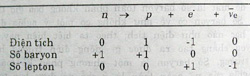 n → p + e⁻ + ν̄ₑ
Điện tích 0 1 -1 0
Số baryon +1 +1 0 0
Số lepton 0 0 +1 -1